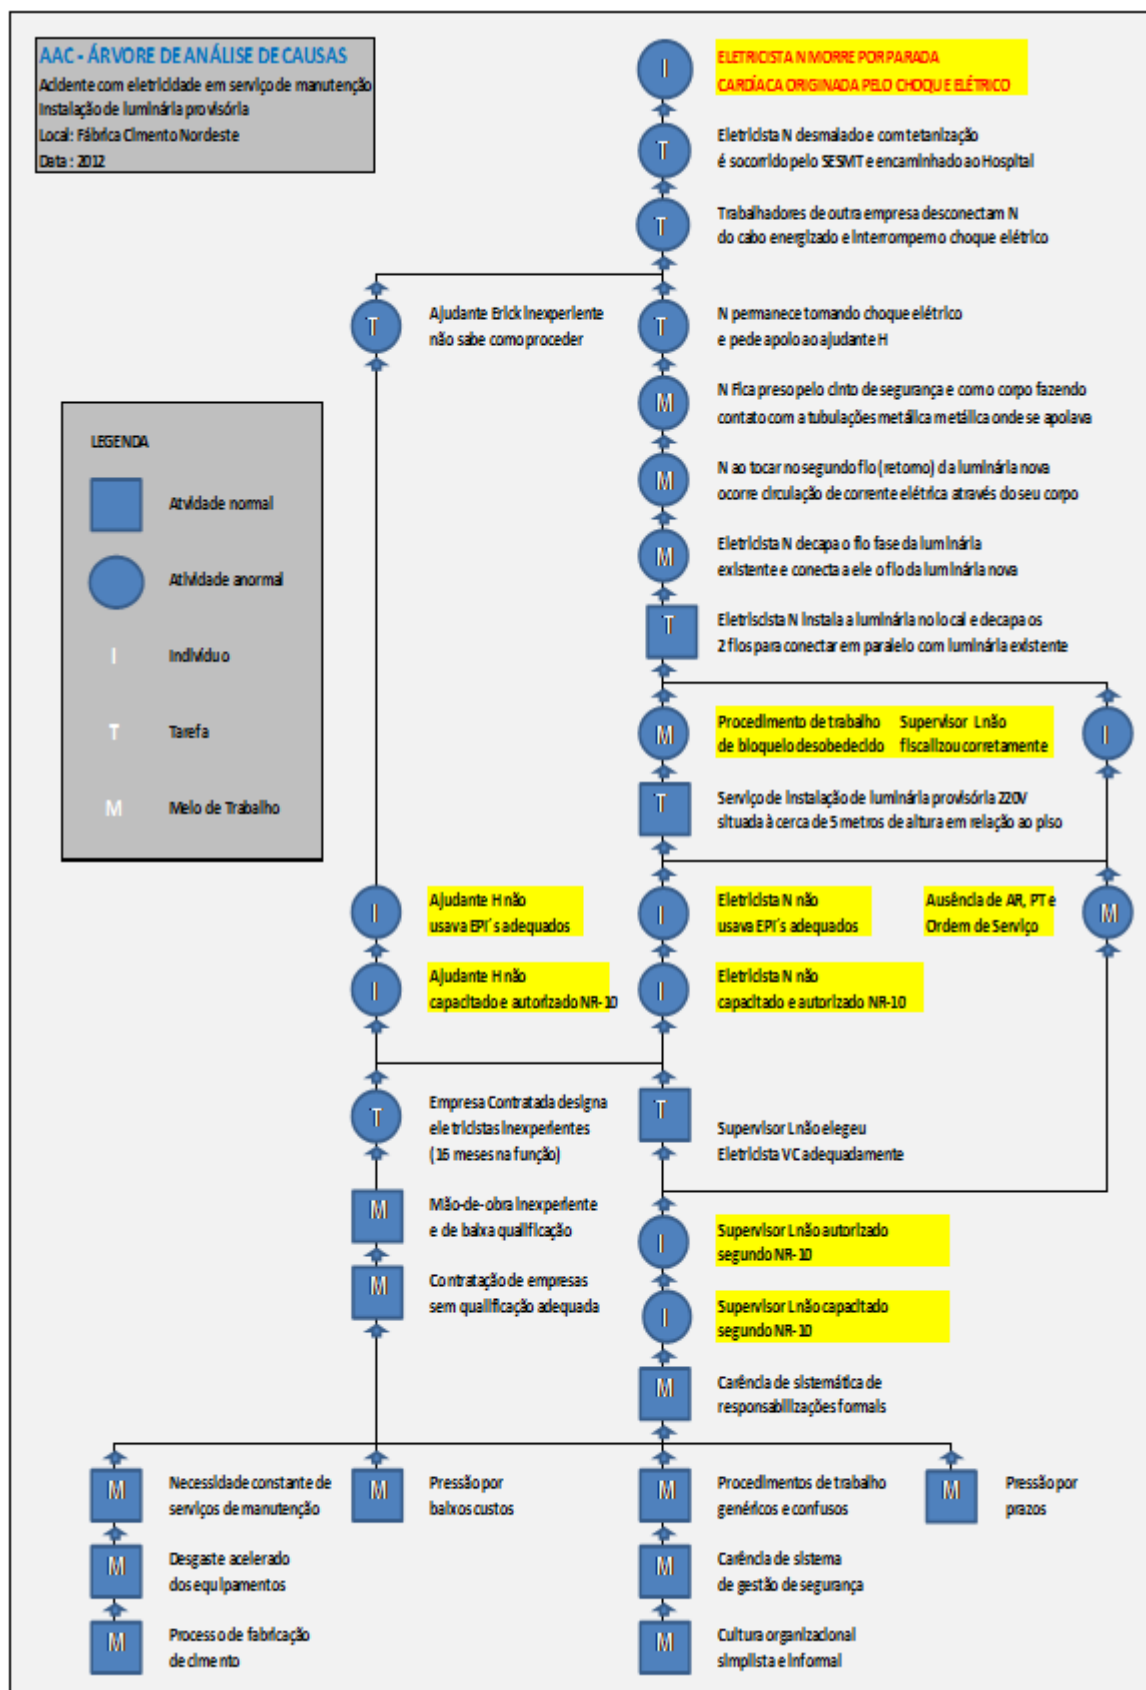 AAC - ÁRVORE DE ANÁLISE DE CAUSAS
Acidente com eletricidade em serviço de manutenção
Instalação de luminária provisória
Local: Fábrica Cimento Nordeste
Data : 2012
I
ELETRICISTA N MORRE POR PARADA
CARDÍACA ORIGINADA PELO CHOQUE ELÉTRICO
T
Eletricista N desmaiado e com tetanização
é socorrido pelo SESMT e encaminhado ao Hospital
T
Trabalhadores de outra empresa desconectam N
do cabo energizado e interrompem o choque elétrico
T
Ajudante Erick inexperiente
não sabe como proceder
T
N permanece tomando choque elétrico
e pede apoio ao ajudante H
M
N Fica preso pelo cinto de segurança e com o corpo fazendo
contato com a tubulações metálica metálica onde se apoiava
M
N ao tocar no segundo fio (retorno) da luminária nova
ocorre circulação de corrente elétrica através do seu corpo
M
Eletricista N decapa o fio fase da luminária
existente e conecta a ele o fio da luminária nova
T
Eletriscista N instala a luminária no local e decapa os
2 fios para conectar em paralelo com luminária existente
LEGENDA
Atvidade normal
Atividade anormal
I
Indivíduo
T
Tarefa
M
Meio de Trabalho
M
Procedimento de trabalho
de bloqueio desobedecido
Supervisor L não
fiscalizou corretamente
I
T
Serviço de instalação de luminária provisória 220V
situada à cerca de 5 metros de altura em relação ao piso
I
Ajudante H não
usava EPI´s adequados
I
Eletricista N não
usava EPI´s adequados
Ausência de AR, PT e
Ordem de Serviço
M
I
Ajudante H não
capacitado e autorizado NR-10
I
Eletricista N não
capacitado e autorizado NR-10
T
Empresa Contratada designa
eletricistas inexperientes
(16 meses na função)
T
Supervisor L não elegeu
Eletricista VC adequadamente
M
Mão-de-obra inexperiente
e de baixa qualificação
I
Supervisor L não autorizado
segundo NR-10
M
Contratação de empresas
sem qualificação adequada
I
Supervisor L não capacitado
segundo NR-10
M
Carência de sistemática de
responsabilizações formais
M
Necessidade constante de
serviços de manutenção
M
Pressão por
baixos custos
M
Procedimentos de trabalho
genéricos e confusos
M
Pressão por
prazos
M
Desgaste acelerado
dos equipamentos
M
Carência de sistema
de gestão de segurança
M
Processo de fabricação
de cimento
M
Cultura organizacional
simplista e informal